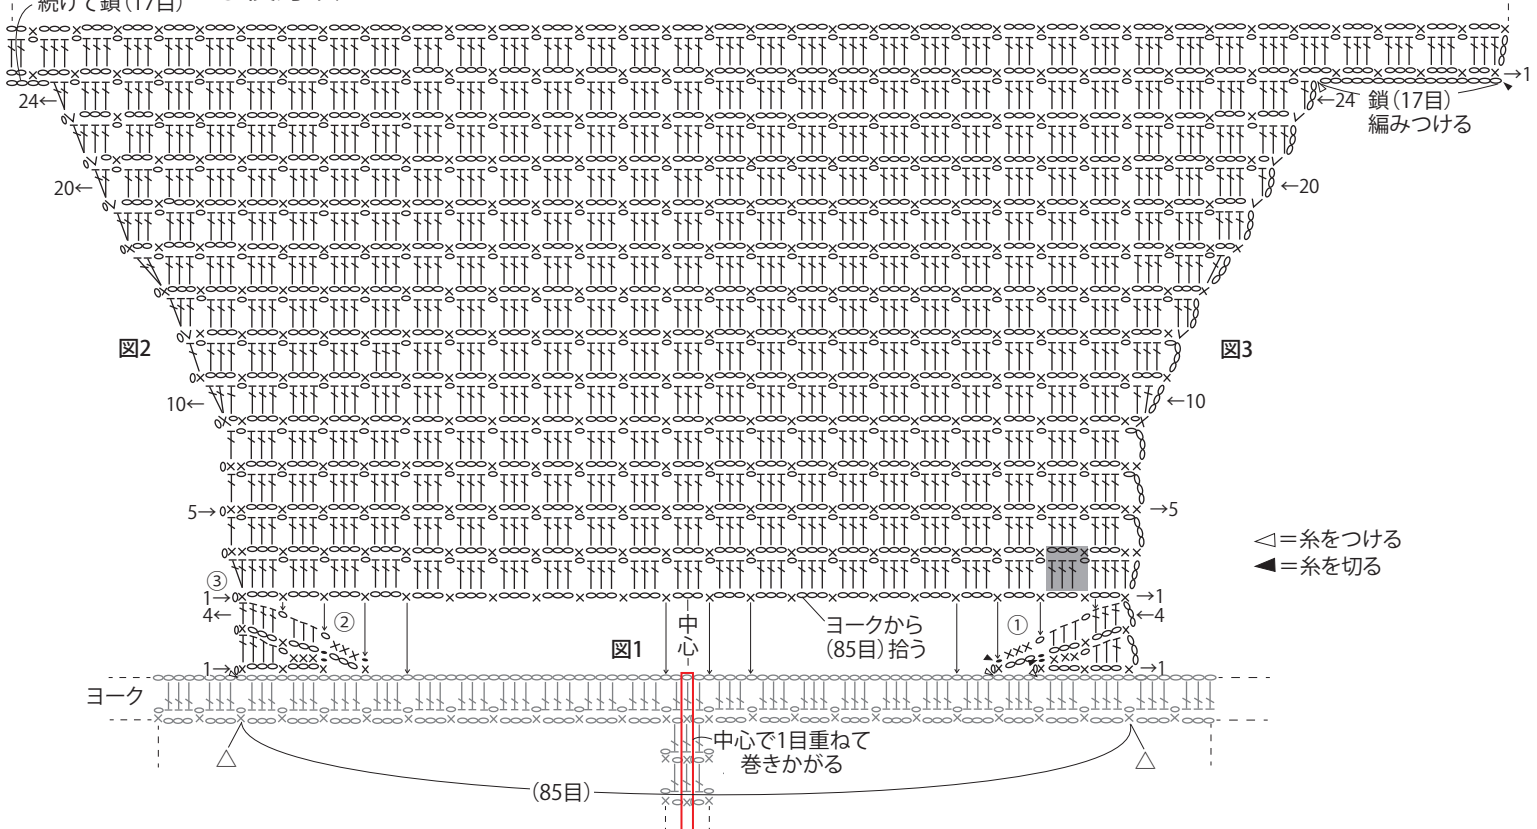 続けて鎖(17目)
→1
24←
←24
鎖(17目)
編みつける
20←
←20
図2
図3
10←
←10
5→
→5
◁=糸をつける
◀=糸を切る
③
1→
→1
4←
←4
②
①
中心
図1
ヨークから
(85目)拾う
1→
→1
ヨーク
中心で1目重ねて
巻きかがる
(85目)